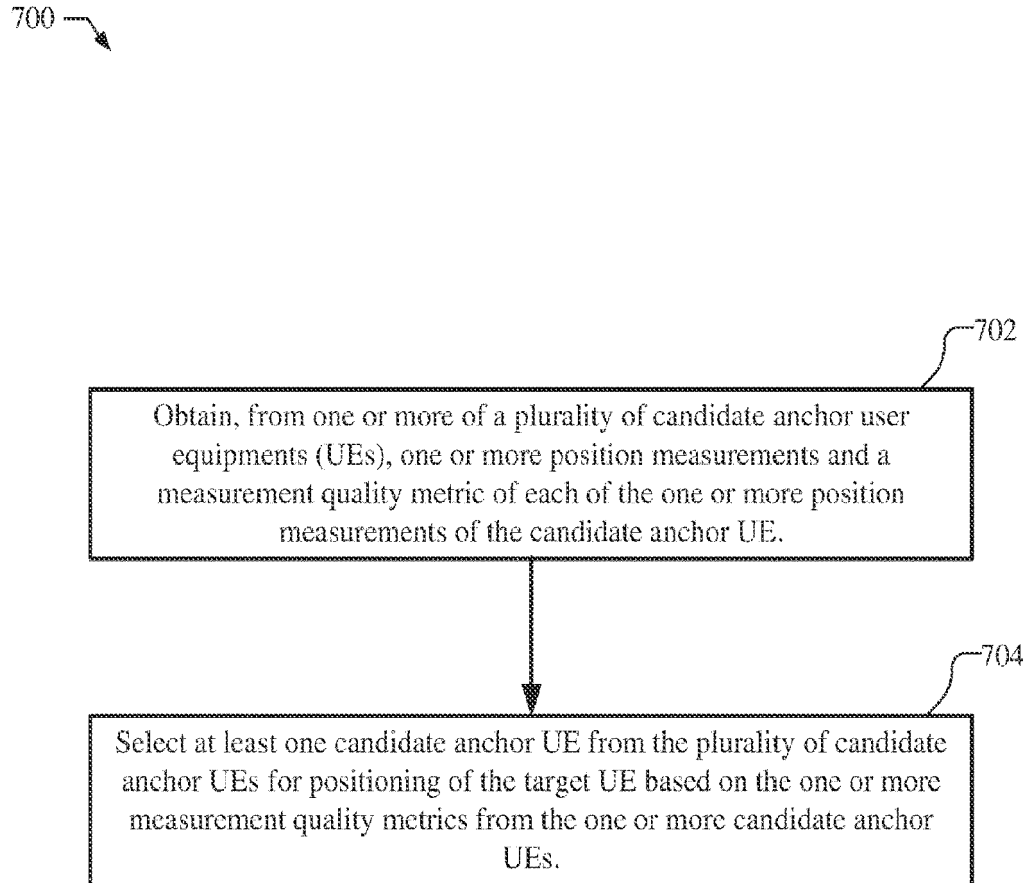 700
702
Obtain, from one or more of a plurality of candidate anchor user
equipments (UEs), one or more position measurements and a
measurement quality metric of each of the one or more position
measurements of the candidate anchor UE.
704
Select at least one candidate anchor UE from the plurality of candidate
anchor UEs for positioning of the target UE based on the one or more
measurement quality metrics from the one or more candidate anchor
UEs.